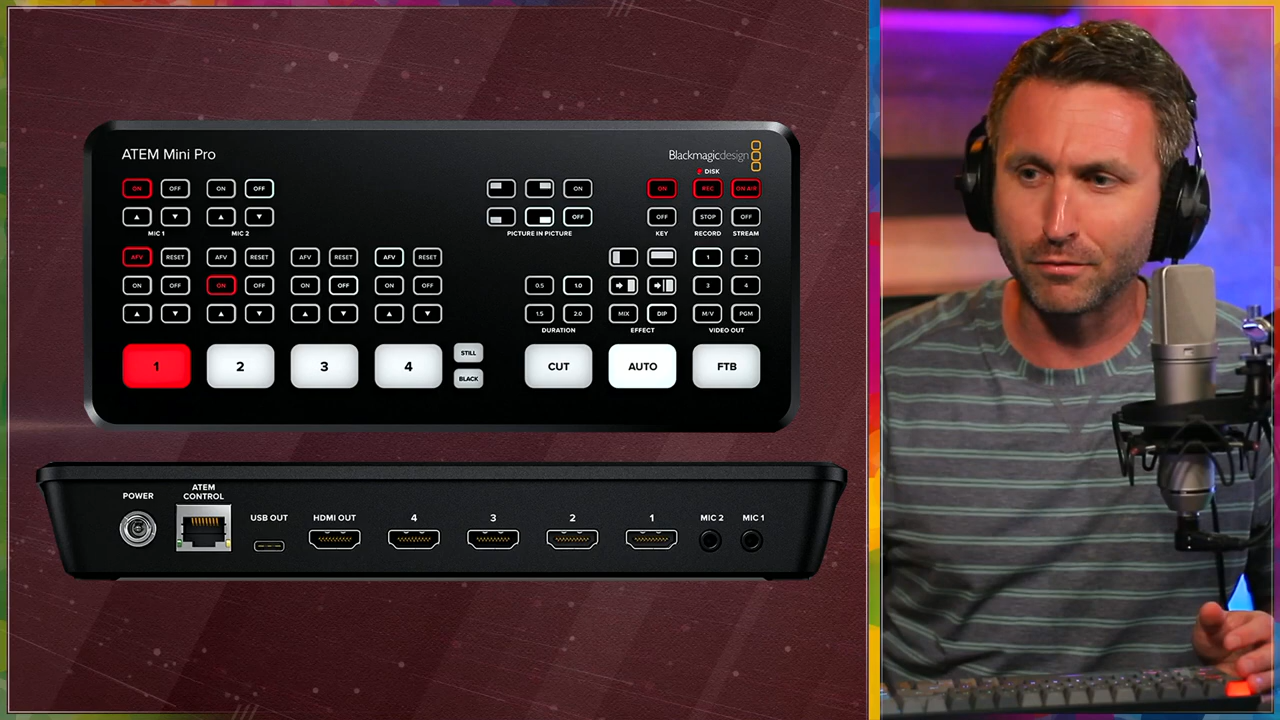 ATEM Mini Pro
Blackmagicdesign
DISK
ON OFF ON OFF ON ON REC ON AIR
OFF OFF STOP OFF
MIC 1 MIC 2 PICTURE IN PICTURE KEY RECORD STREAM
AFV RESET AFV RESET AFV RESET AFV RESET 1 2
ON OFF ON OFF ON OFF ON OFF 0.5 1.0 3 4
1.5 2.0 MIX DIP M/V PGM
DURATION EFFECT VIDEO OUT
1 2 3 4 STILL CUT AUTO FTB
BLACK
POWER ATEM
CONTROL USB OUT HDMI OUT 4 3 2 1 MIC 2 MIC 1